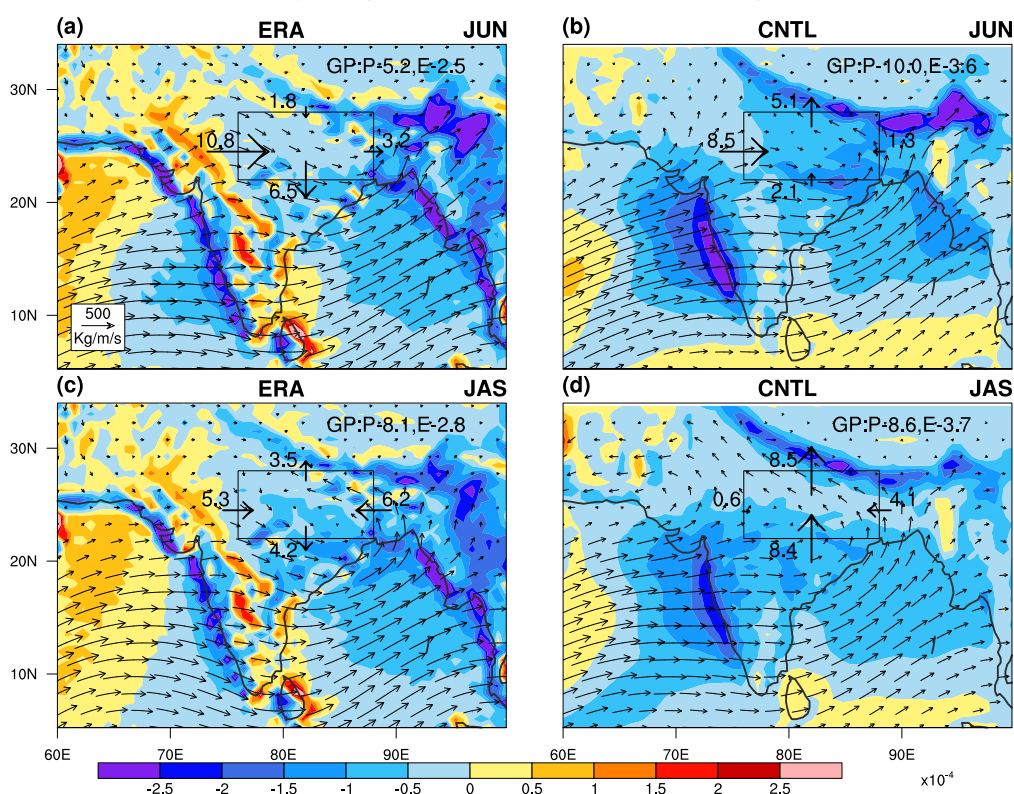 (a) ERA JUN
GP:P-5.2,E-2.5
1.8
10.8
3.2
6.5
500
Kg/m/s
30N
20N
10N
(b) CNTL JUN
GP:P-10.0,E-3.6
5.1
8.5
1.3
2.1
(c) ERA JAS
GP:P-8.1,E-2.8
3.5
5.3
6.2
4.2
30N
20N
10N
60E 70E 80E 90E
(d) CNTL JAS
GP:P-8.6,E-3.7
8.5
0.6
4.1
8.4
60E 70E 80E 90E
-2.5 -2 -1.5 -1 -0.5 0 0.5 1 1.5 2 2.5
x10⁻⁴